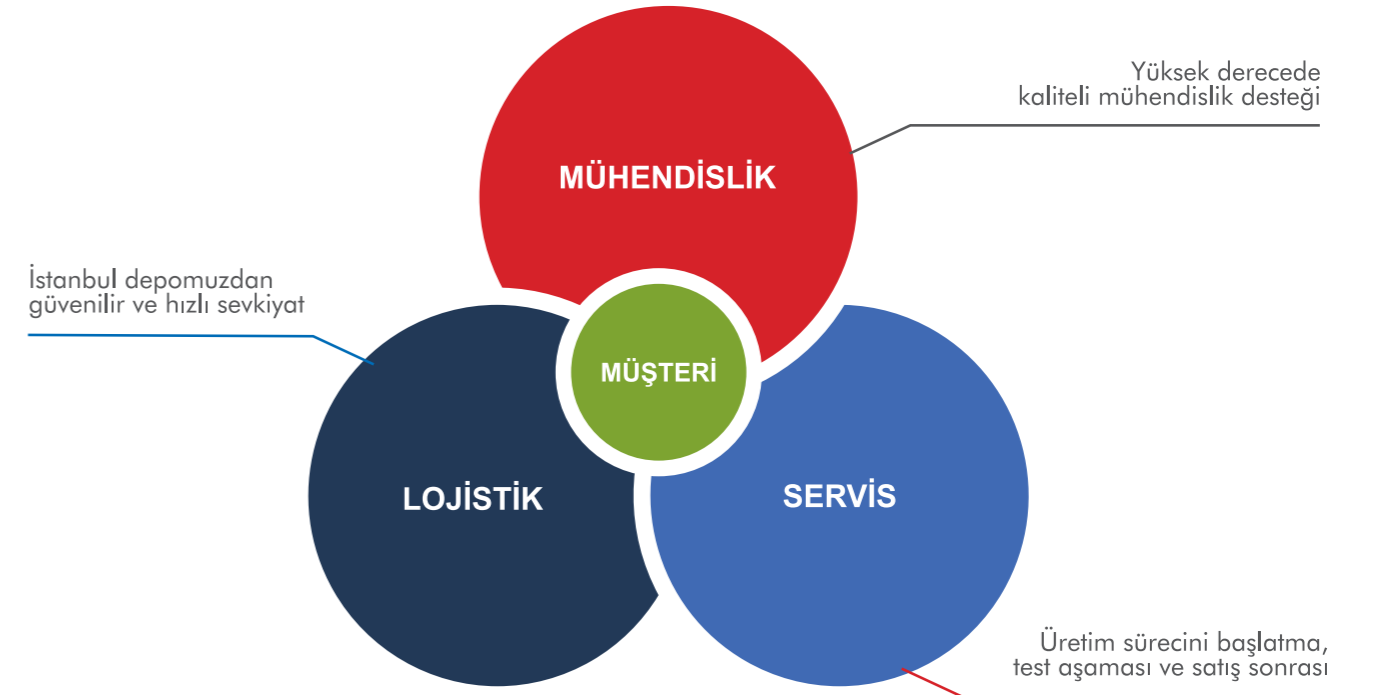 Yüksek derecede
kaliteli mühendislik desteği
MÜHENDİSLİK
İstanbul depomuzdan
güvenilir ve hızlı sevkiyat
MÜŞTERİ
LOJİSTİK
SERVİS
Üretim sürecini başlatma,
test aşaması ve satış sonrası